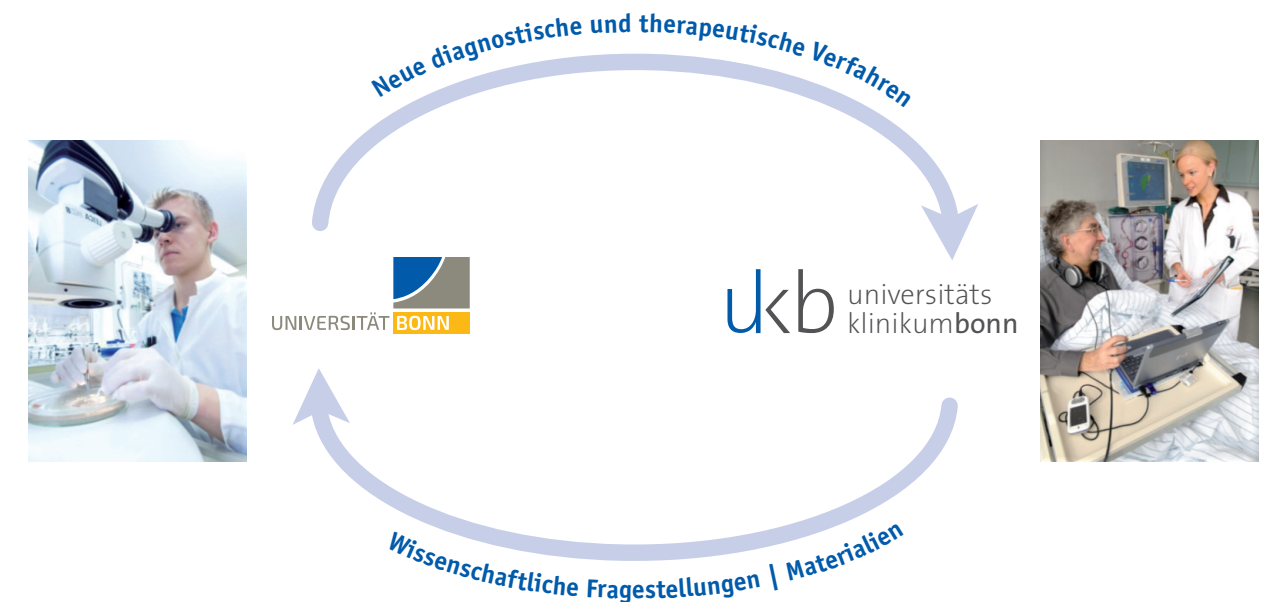 Neue diagnostische und therapeutische Verfahren
UNIVERSITÄT BONN
ukb universitäts
klinikumbonn
Wissenschaftliche Fragestellungen | Materialien